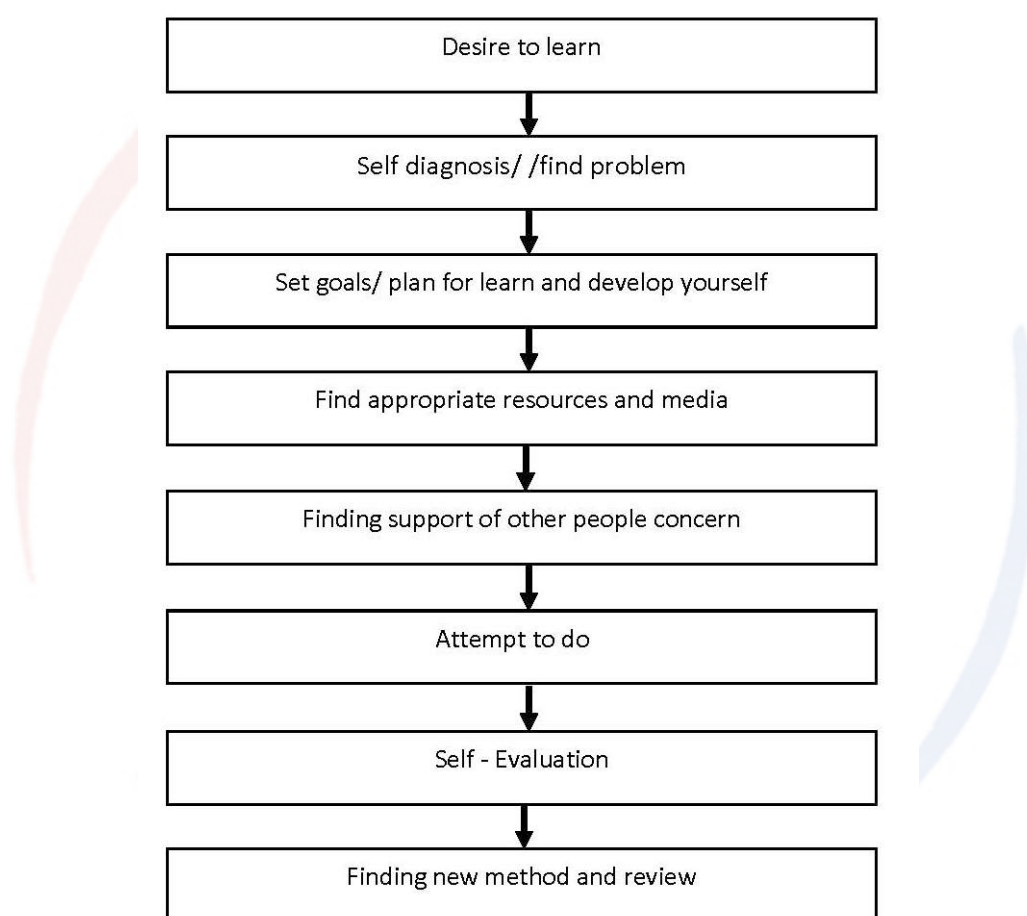 Desire to learn
Self diagnosis/ /find problem
Set goals/ plan for learn and develop yourself
Find appropriate resources and media
Finding support of other people concern
Attempt to do
Self - Evaluation
Finding new method and review